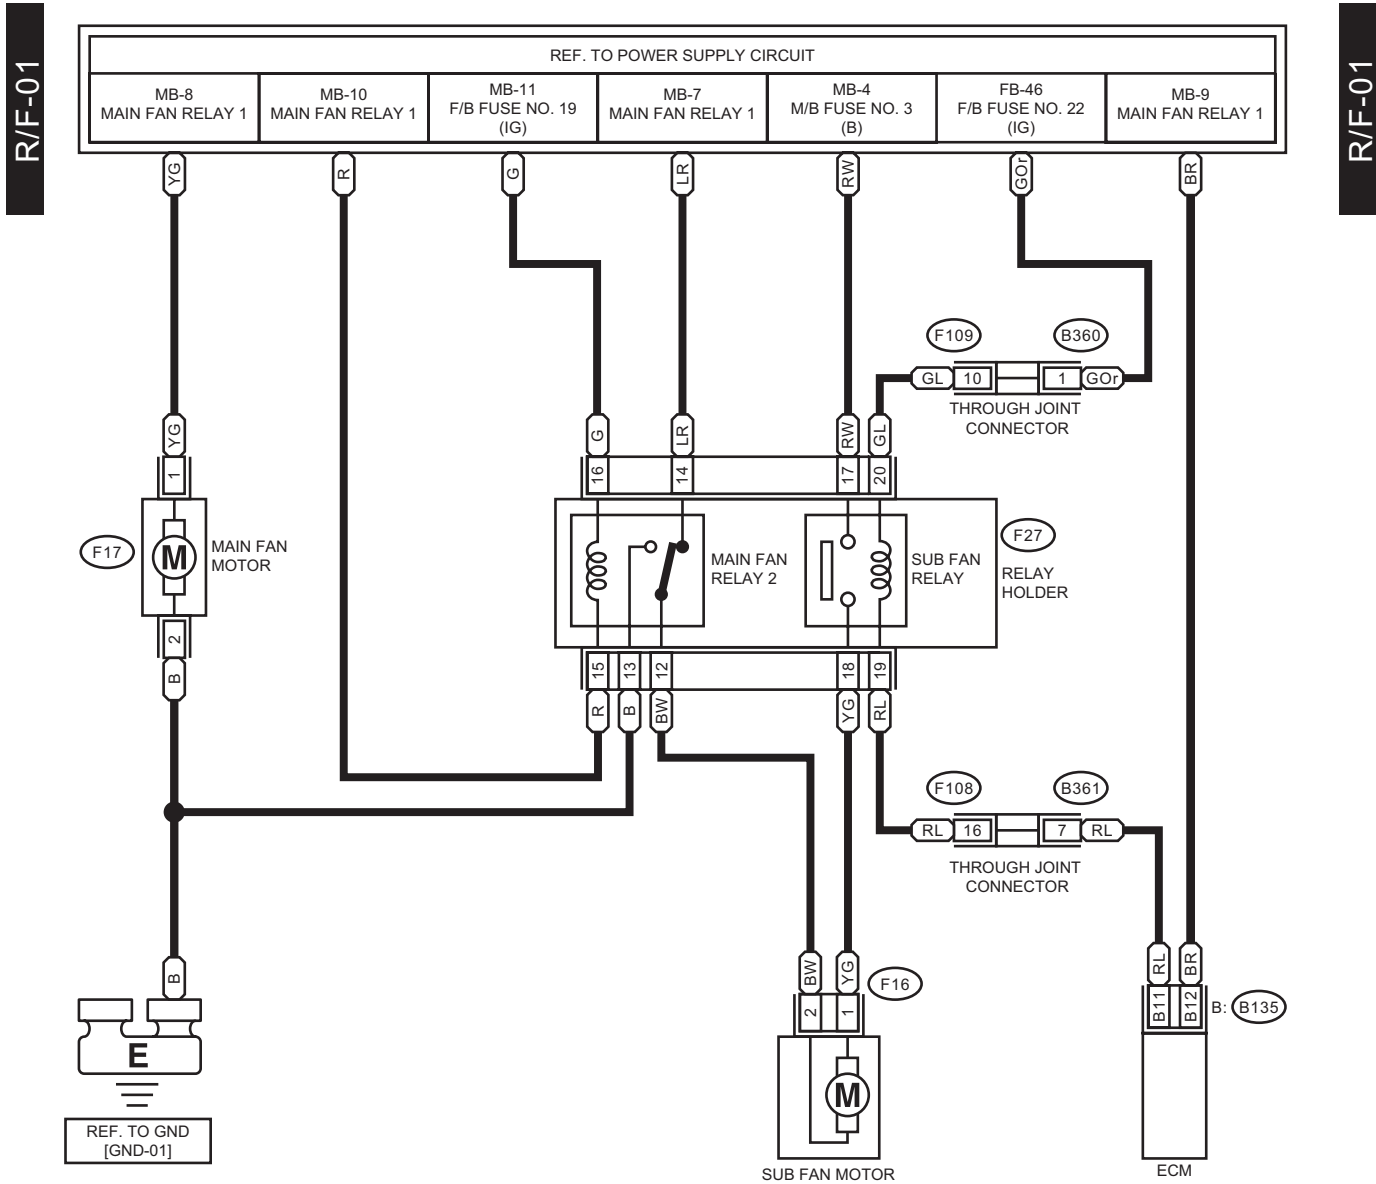 R/F-01
R/F-01
REF. TO POWER SUPPLY CIRCUIT
MB-8
MAIN FAN RELAY 1
MB-10
MAIN FAN RELAY 1
MB-11
F/B FUSE NO. 19
(IG)
MB-7
MAIN FAN RELAY 1
MB-4
M/B FUSE NO. 3
(B)
FB-46
F/B FUSE NO. 22
(IG)
MB-9
MAIN FAN RELAY 1
YG
R
G
LR
RW
GOr
BR
F109
B360
GL
10
1
GOr
THROUGH JOINT
CONNECTOR
YG
G
LR
RW
GL
1
16
14
17
20
F17
M
MAIN FAN
MOTOR
MAIN FAN
RELAY 2
SUB FAN
RELAY
F27
RELAY
HOLDER
2
15
13
12
18
19
B
R
B
BW
YG
RL
F108
B361
RL
16
7
RL
THROUGH JOINT
CONNECTOR
B
BW
YG
F16
RL
BR
2
1
B11
B12
B:
B135
E
M
REF. TO GND
[GND-01]
SUB FAN MOTOR
ECM